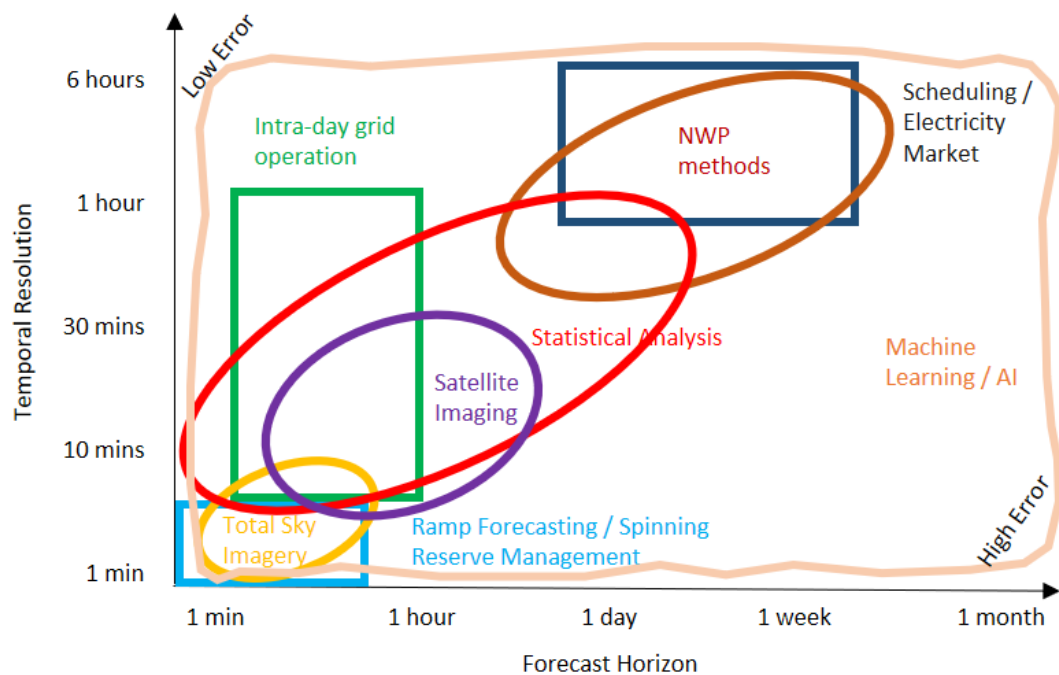 Low Error
6 hours
Intra-day grid
operation
NWP
methods
Scheduling /
Electricity
Market
1 hour
Temporal Resolution
30 mins
Statistical Analysis
Machine
Learning / AI
Satellite
Imaging
10 mins
Total Sky
Imagery
Ramp Forecasting / Spinning
Reserve Management
High Error
1 min
1 min
1 hour
1 day
1 week
1 month
Forecast Horizon